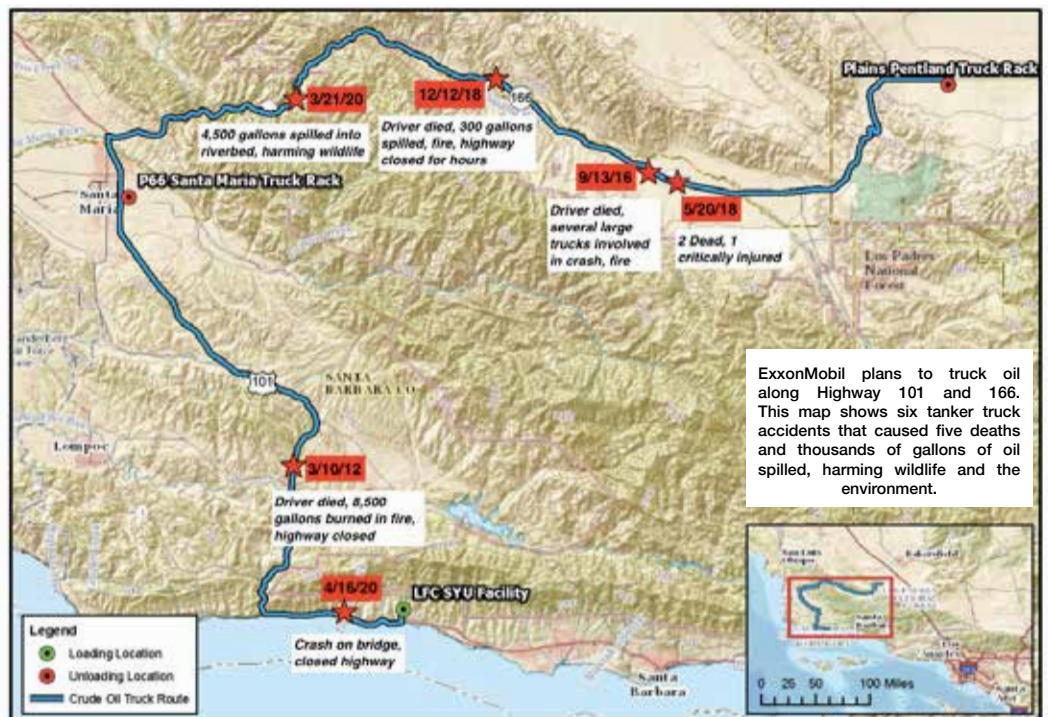 Plains Pentland Truck Rack
3/21/20
4,500 gallons spilled into
riverbed, harming wildlife
12/12/18
166
Driver died, 300 gallons
spilled, fire, highway
closed for hours
P66 Santa Maria Truck Rack
Santa
Maria
9/13/16
Driver died,
several large
trucks involved
in crash, fire
5/20/18
2 Dead, 1
critically injured
Los Padres
National
Forest
101
SANTA
BARBARA CO
Lompoc
3/10/12
Driver died, 8,500
gallons burned in fire,
highway closed
4/16/20
LFC SYU Facility
Crash on bridge,
closed highway
Santa
Barbara
ExxonMobil plans to truck oil
along Highway 101 and 166.
This map shows six tanker truck
accidents that caused five deaths
and thousands of gallons of oil
spilled, harming wildlife and the
environment.
Legend
Loading Location
Unloading Location
Crude Oil Truck Route
Bakersfield
Santa
0 25 50 100 Miles